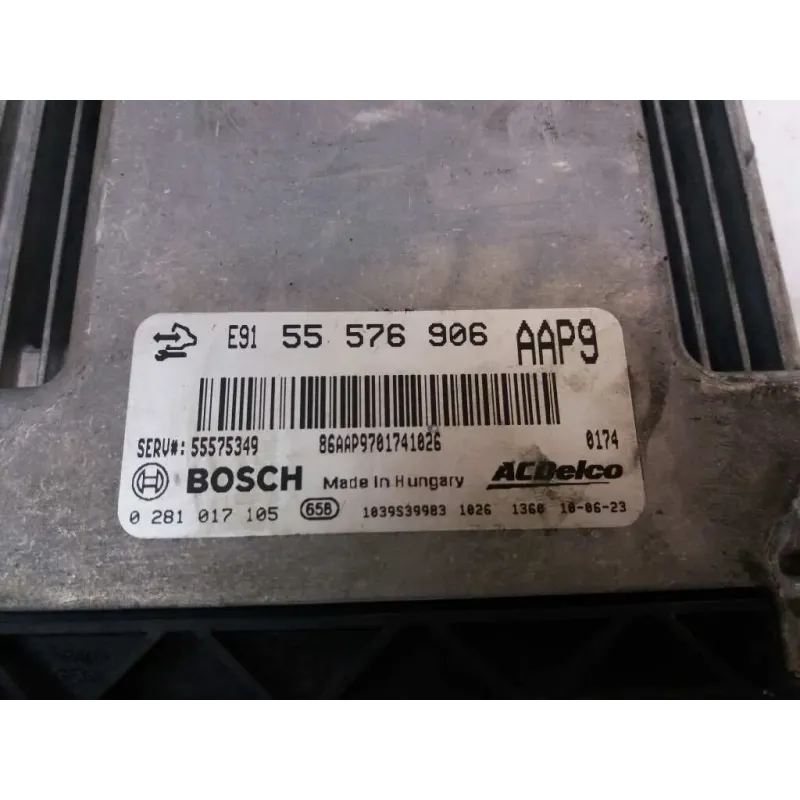 E91 55 576 906 AAP9
SERV#: 55575349 86AAP9701741026 0174
BOSCH Made in Hungary ACDelco
0 281 017 105 658 1039S39983 1026 1360 10-06-23